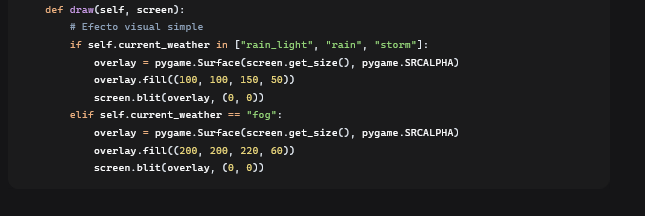 def draw(self, screen):
# Efecto visual simple
if self.current_weather in ["rain_light", "rain", "storm"]:
overlay = pygame.Surface(screen.get_size(), pygame.SRCALPHA)
overlay.fill((100, 100, 150, 50))
screen.blit(overlay, (0, 0))
elif self.current_weather == "fog":
overlay = pygame.Surface(screen.get_size(), pygame.SRCALPHA)
overlay.fill((200, 200, 220, 60))
screen.blit(overlay, (0, 0))